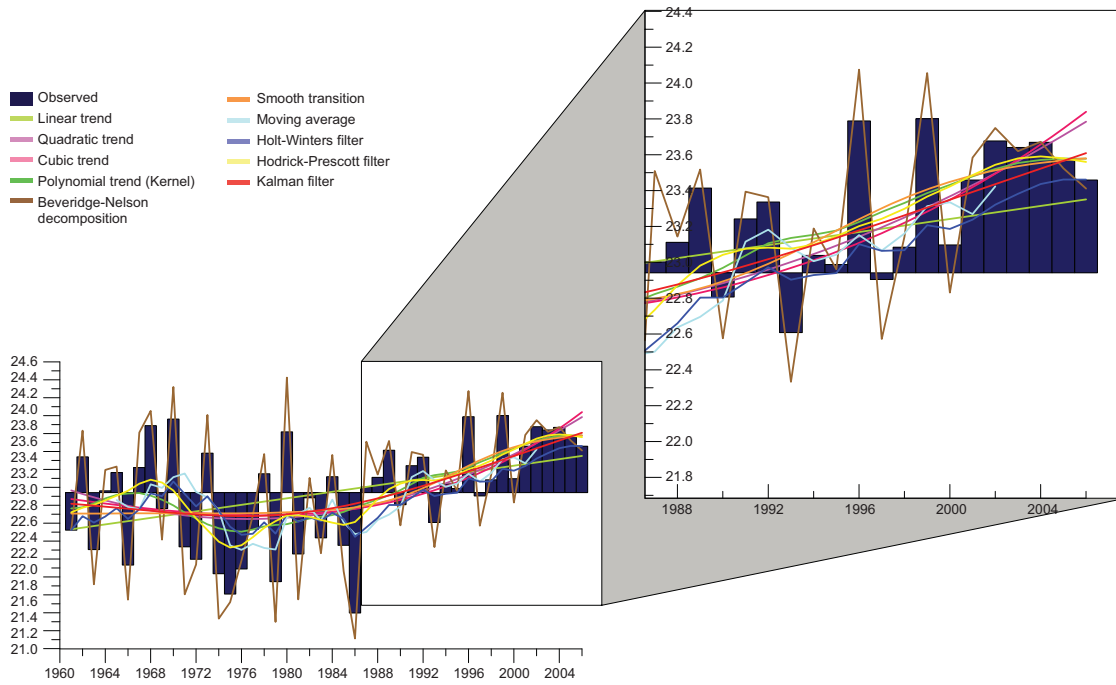 Observed
Linear trend
Quadratic trend
Cubic trend
Polynomial trend (Kernel)
Beveridge-Nelson
decomposition
Smooth transition
Moving average
Holt-Winters filter
Hodrick-Prescott filter
Kalman filter
24.4
24.2
24.0
23.8
23.6
23.4
23.2
22.8
22.6
22.4
22.2
22.0
21.8
1988 1992 1996 2000 2004
24.6
24.4
24.2
24.0
23.8
23.6
23.4
23.2
23.0
22.8
22.6
22.4
22.2
22.0
21.8
21.6
21.4
21.2
21.0
1960 1964 1968 1972 1976 1980 1984 1988 1992 1996 2000 2004